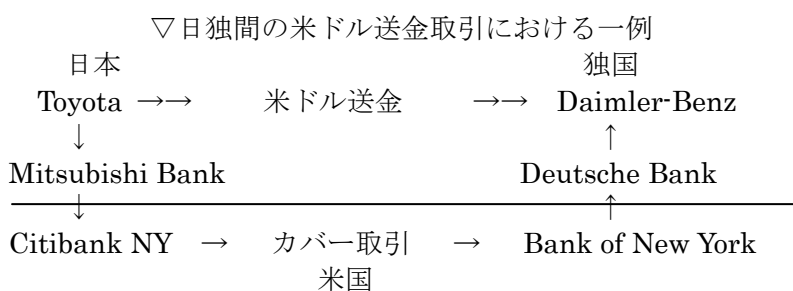 ▽日独間の米ドル送金取引における一例
日本 独国
Toyota →→ 米ドル送金 →→ Daimler-Benz
↓ ↑
Mitsubishi Bank Deutsche Bank
↓ ↑
Citibank NY → カバー取引 → Bank of New York
米国